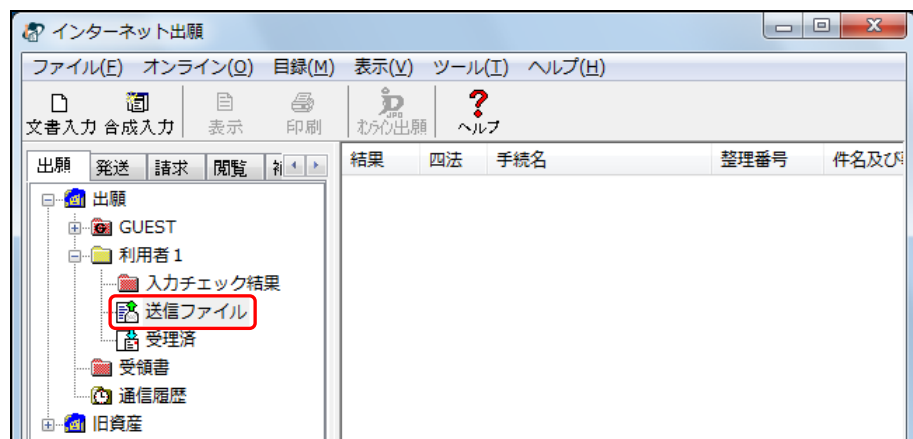 インターネット出願
ファイル(F) オンライン(O) 目録(M) 表示(V) ツール(T) ヘルプ(H)
文書入力 合成入力 表示 印刷 オンライン出願 ヘルプ
出願 発送 請求 閲覧
結果 四法 手続名 整理番号 件名及び
出願
GUEST
利用者1
入力チェック結果
送信ファイル
受理済
受領書
通信履歴
旧資産